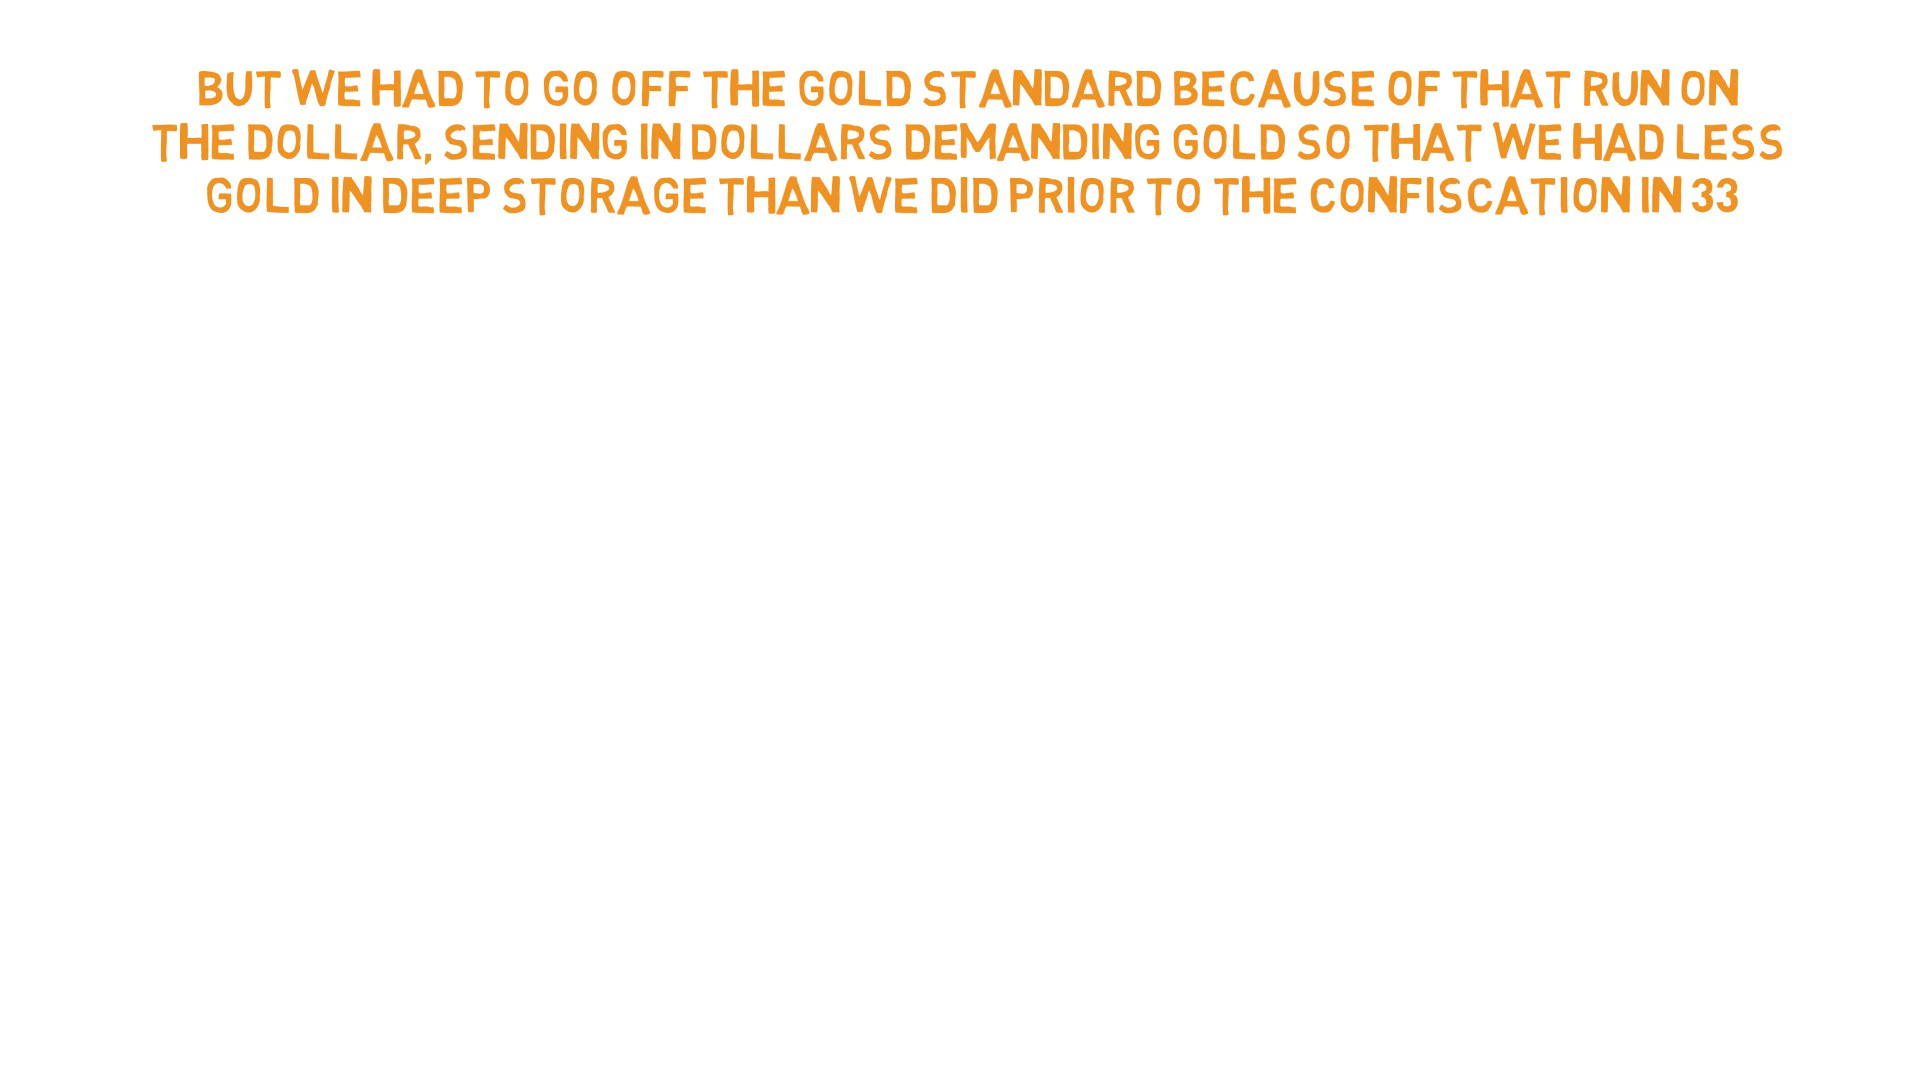 BUT WE HAD TO GO OFF THE GOLD STANDARD BECAUSE OF THAT RUN ON
THE DOLLAR, SENDING IN DOLLARS DEMANDING GOLD SO THAT WE HAD LESS
GOLD IN DEEP STORAGE THAN WE DID PRIOR TO THE CONFISCATION IN 33